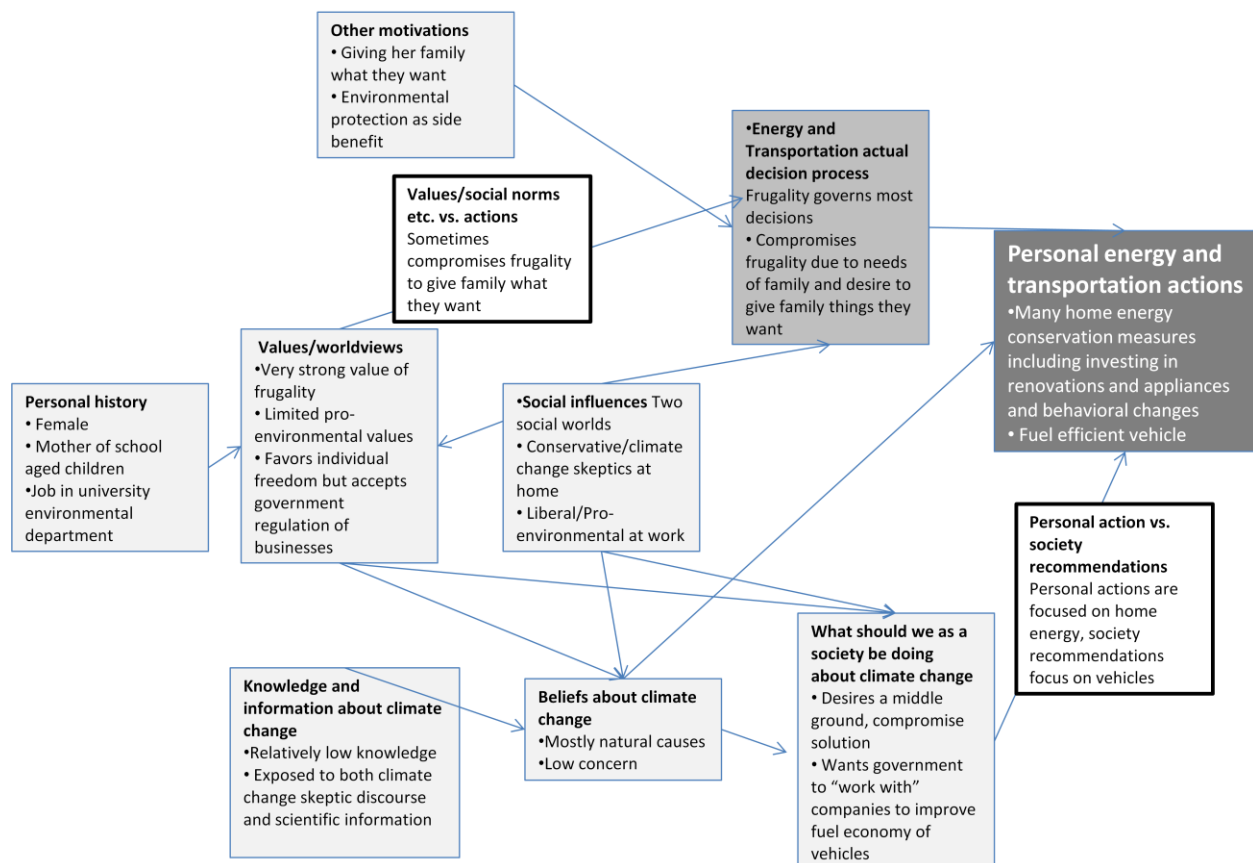 Other motivations
• Giving her family
what they want
• Environmental
protection as side
benefit
Values/social norms
etc. vs. actions
Sometimes
compromises frugality
to give family what
they want
•Energy and
Transportation actual
decision process
Frugality governs most
decisions
• Compromises
frugality due to needs
of family and desire to
give family things they
want
Personal energy and
transportation actions
•Many home energy
conservation measures
including investing in
renovations and appliances
and behavioral changes
• Fuel efficient vehicle
Personal history
• Female
• Mother of school
aged children
•Job in university
environmental
department
Values/worldviews
•Very strong value of
frugality
• Limited pro-
environmental values
• Favors individual
freedom but accepts
government
regulation of
businesses
•Social influences Two
social worlds
• Conservative/climate
change skeptics at
home
• Liberal/Pro-
environmental at work
Personal action vs.
society
recommendations
Personal actions are
focused on home
energy, society
recommendations
focus on vehicles
Knowledge and
information about climate
change
•Relatively low knowledge
• Exposed to both climate
change skeptic discourse
and scientific information
Beliefs about climate
change
•Mostly natural causes
•Low concern
What should we as a
society be doing
about climate change
• Desires a middle
ground, compromise
solution
• Wants government
to “work with”
companies to improve
fuel economy of
vehicles